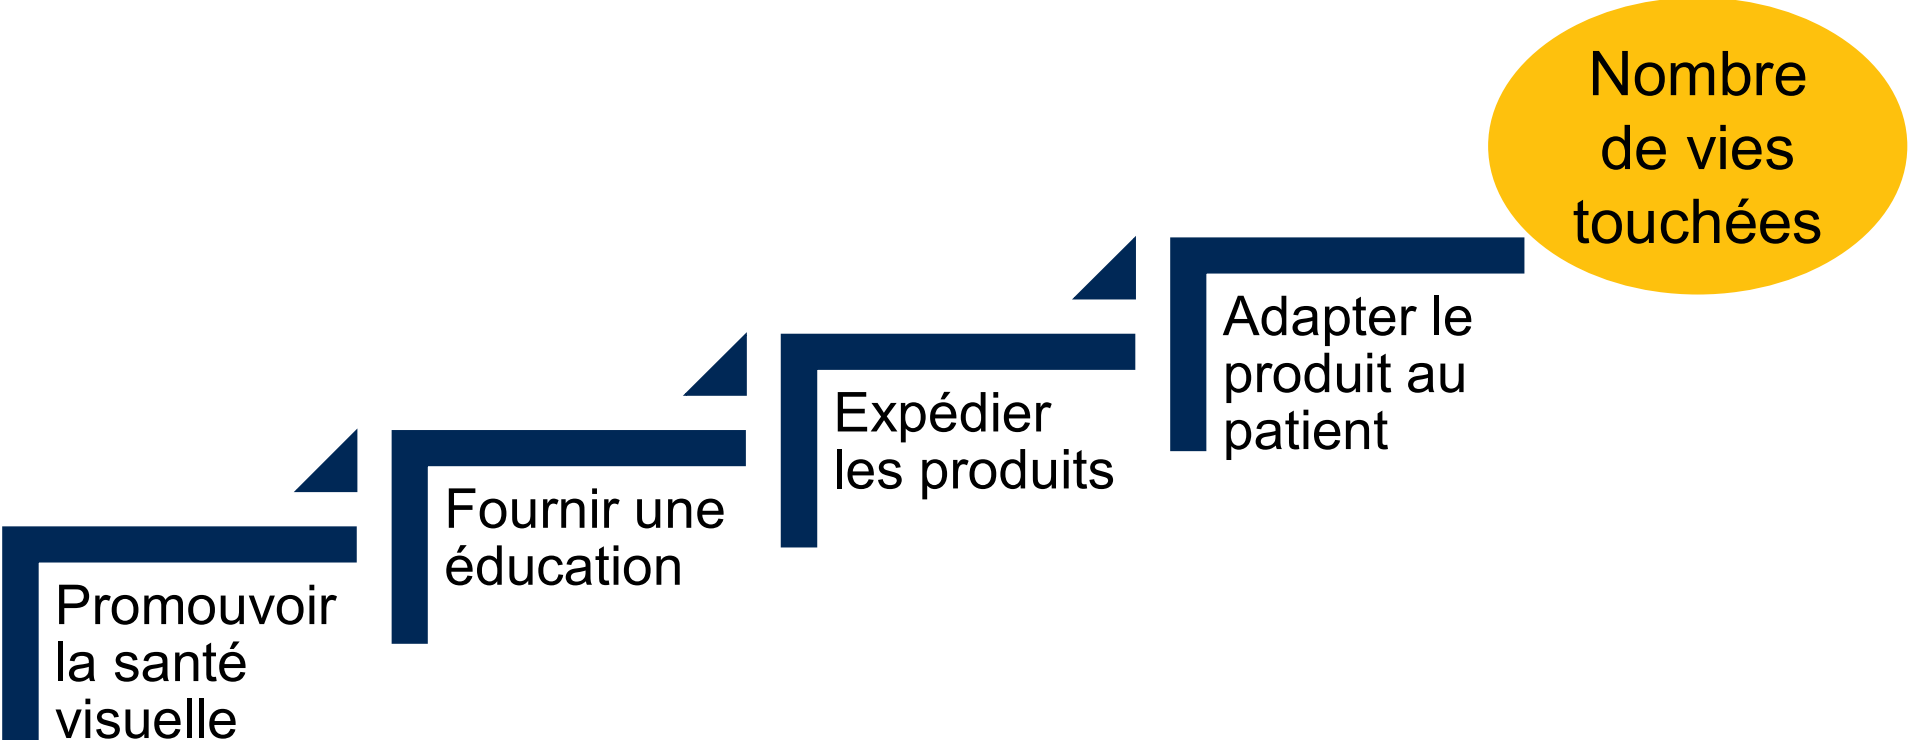 Promouvoir
la santé
visuelle
Fournir une
éducation
Expédier
les produits
Adapter le
produit au
patient
Nombre
de vies
touchées